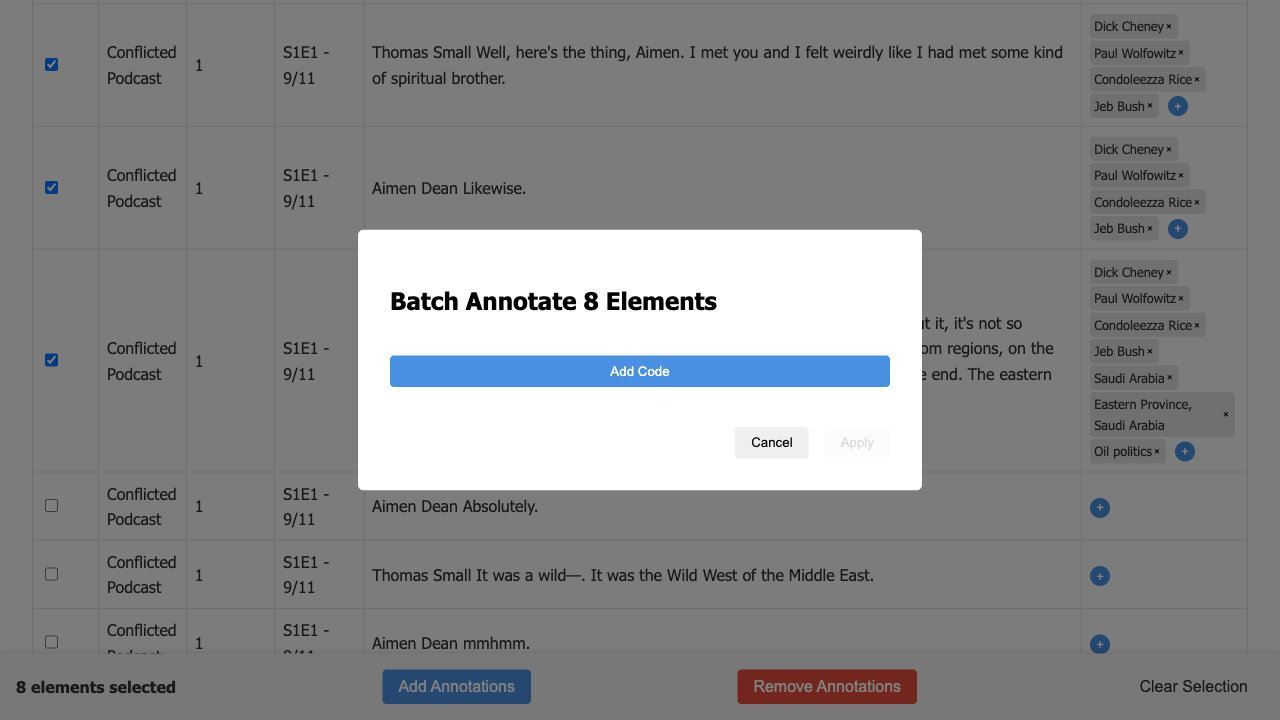 Dick Cheney ×
Conflicted Podcast
1
S1E1 - 9/11
Thomas Small Well, here's the thing, Aimen. I met you and I felt weirdly like I had met some kind
of spiritual brother.
Paul Wolfowitz ×
Condoleezza Rice ×
Jeb Bush × +
Dick Cheney ×
Conflicted Podcast
1
S1E1 - 9/11
Aimen Dean Likewise.
Paul Wolfowitz ×
Condoleezza Rice ×
Jeb Bush × +
Batch Annotate 8 Elements
Add Code
Cancel
Apply
Conflicted Podcast
1
S1E1 - 9/11
it, it's not so
om regions, on the
end. The eastern
Dick Cheney ×
Paul Wolfowitz ×
Condoleezza Rice ×
Jeb Bush ×
Saudi Arabia ×
Eastern Province,
Saudi Arabia ×
Oil politics × +
Conflicted Podcast
1
S1E1 - 9/11
Aimen Dean Absolutely.
+
Conflicted Podcast
1
S1E1 - 9/11
Thomas Small It was a wild—. It was the Wild West of the Middle East.
+
Conflicted
1
S1E1 -
Aimen Dean mmhmm.
+
8 elements selected
Add Annotations
Remove Annotations
Clear Selection